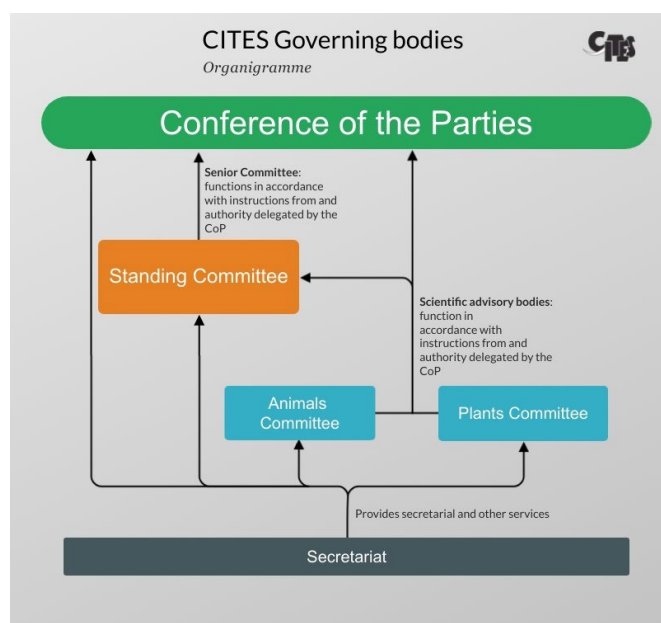 CITES Governing bodies
Organigramme
CITES
Conference of the Parties
Senior Committee:
functions in accordance
with instructions from and
authority delegated by the
CoP
Standing Committee
Scientific advisory bodies:
function in
accordance with
instructions from and
authority delegated by the
CoP
Animals
Committee
Plants Committee
Provides secretarial and other services
Secretariat